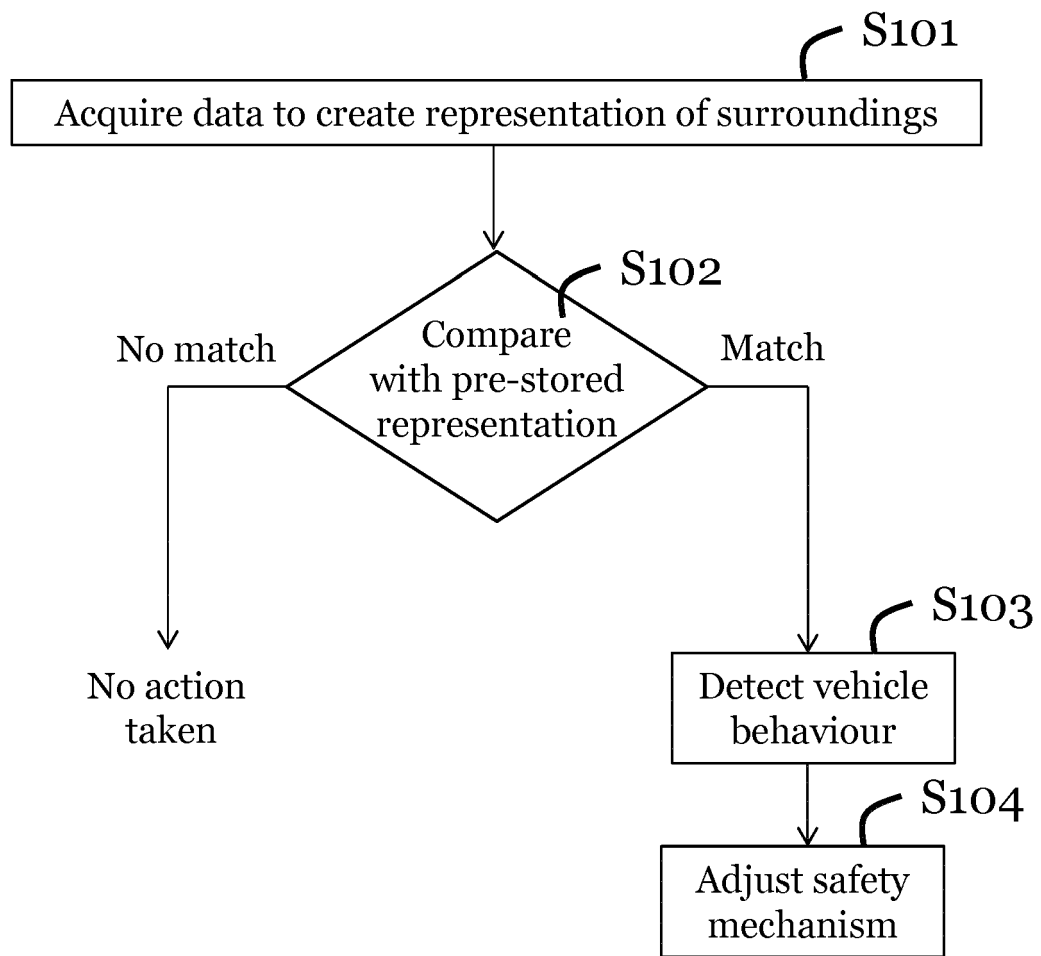 S101
Acquire data to create representation of surroundings
S102
Compare
with pre-stored
representation
No match
Match
S103
Detect vehicle
behaviour
No action
taken
S104
Adjust safety
mechanism